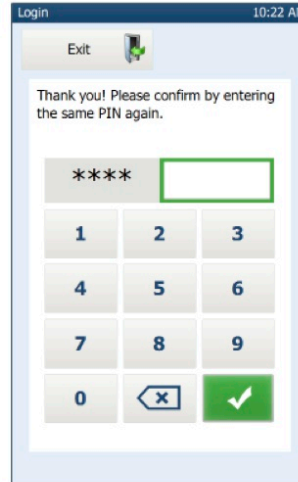 Login 10:22 AM
Exit
Thank you! Please confirm by entering
the same PIN again.
****
1 2 3
4 5 6
7 8 9
0